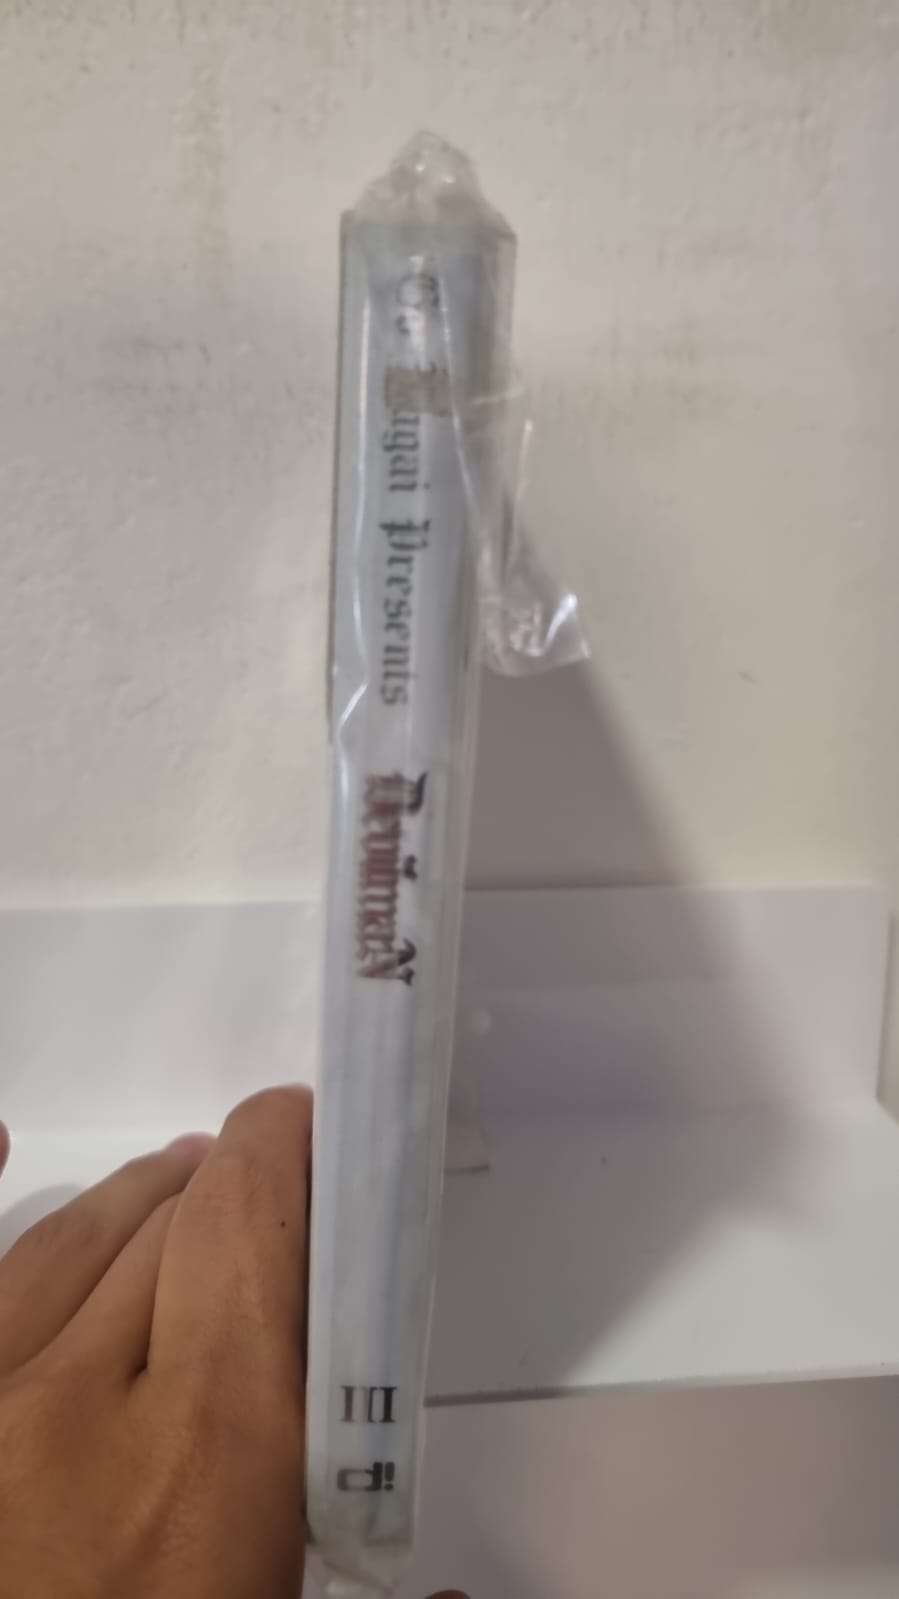 Go Nagai Presents
DevilmaN
III